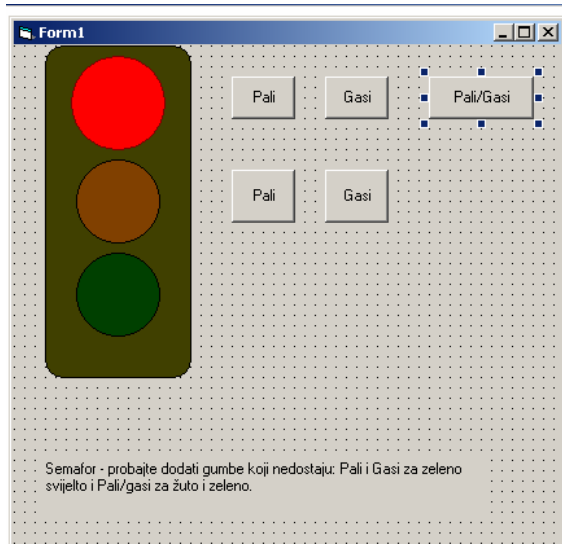 Form1
Pali Gasi Pali/Gasi
Pali Gasi
Semafor - probajte dodati gumbe koji nedostaju: Pali i Gasi za zeleno
svijelto i Pali/gasi za žuto i zeleno.